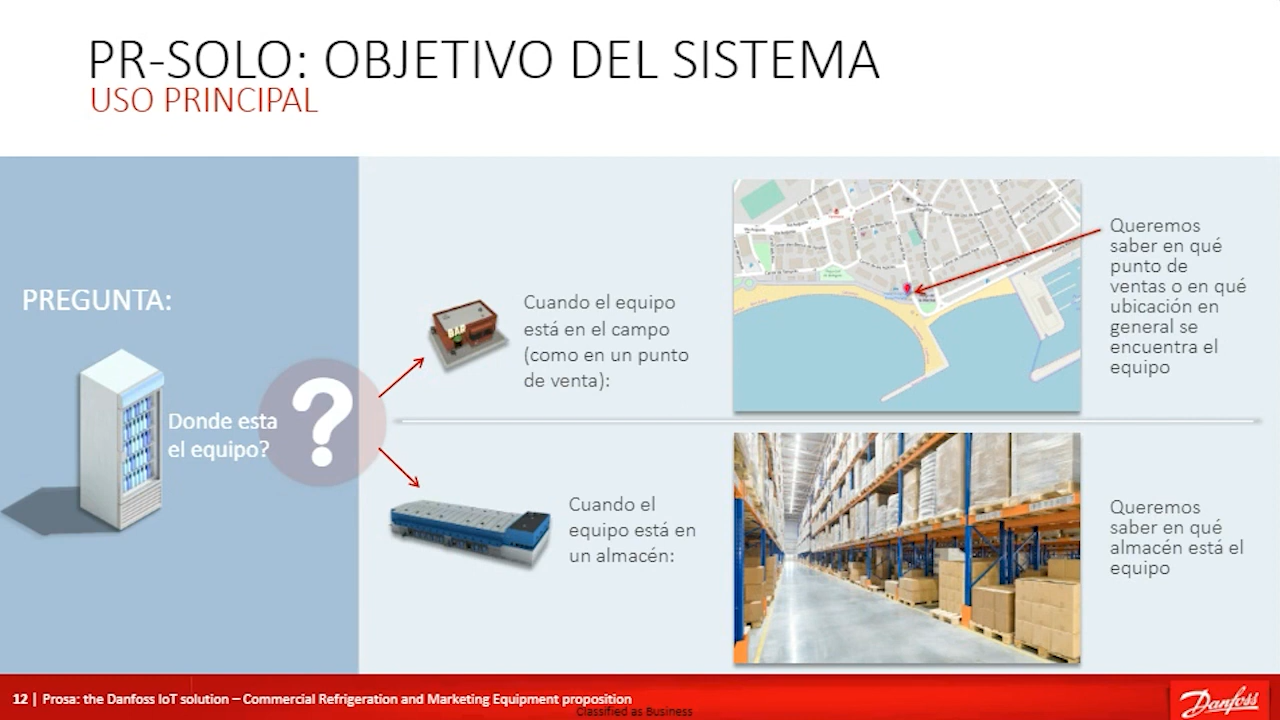 PR-SOLO: OBJETIVO DEL SISTEMA
USO PRINCIPAL
PREGUNTA:
Donde esta
el equipo?
?
Cuando el equipo
está en el campo
(como en un punto
de venta):
BAR
Queremos
saber en qué
punto de
ventas o en qué
ubicación en
general se
encuentra el
equipo
Cuando el
equipo está en
un almacén:
Queremos
saber en qué
almacén está el
equipo
12 | Prosa: the Danfoss IoT solution – Commercial Refrigeration and Marketing Equipment proposition
Classified as Business
Danfoss